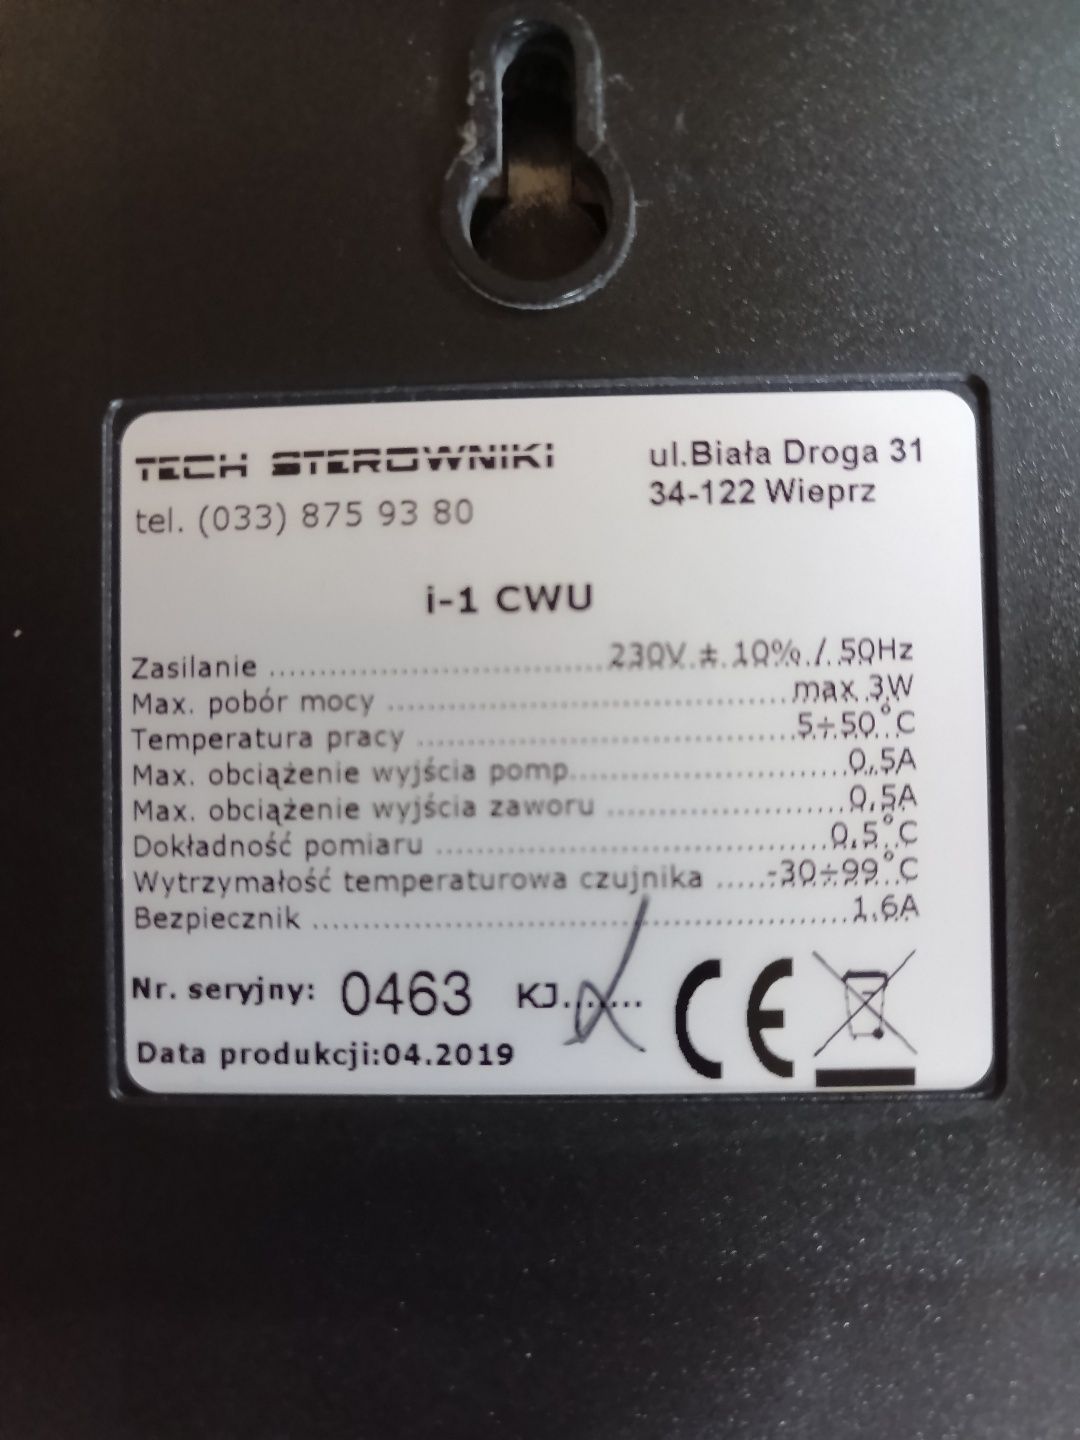 TECH STEROWNIKI
ul.Biała Droga 31
34-122 Wieprz
tel. (033) 875 93 80
i-1 CWU
Zasilanie ........................ 230V ± 10% / 50Hz
Max. pobór mocy ........................ max 3W
Temperatura pracy ........................ 5÷50°C
Max. obciążenie wyjścia pomp........................ 0,5A
Max. obciążenie wyjścia zaworu ........................ 0,5A
Dokładność pomiaru ........................ 0,5°C
Wytrzymałość temperaturowa czujnika ........ -30÷99°C
Bezpiecznik ........................ 1,6A
Nr. seryjny: 0463 KJ.......
CE
Data produkcji:04.2019